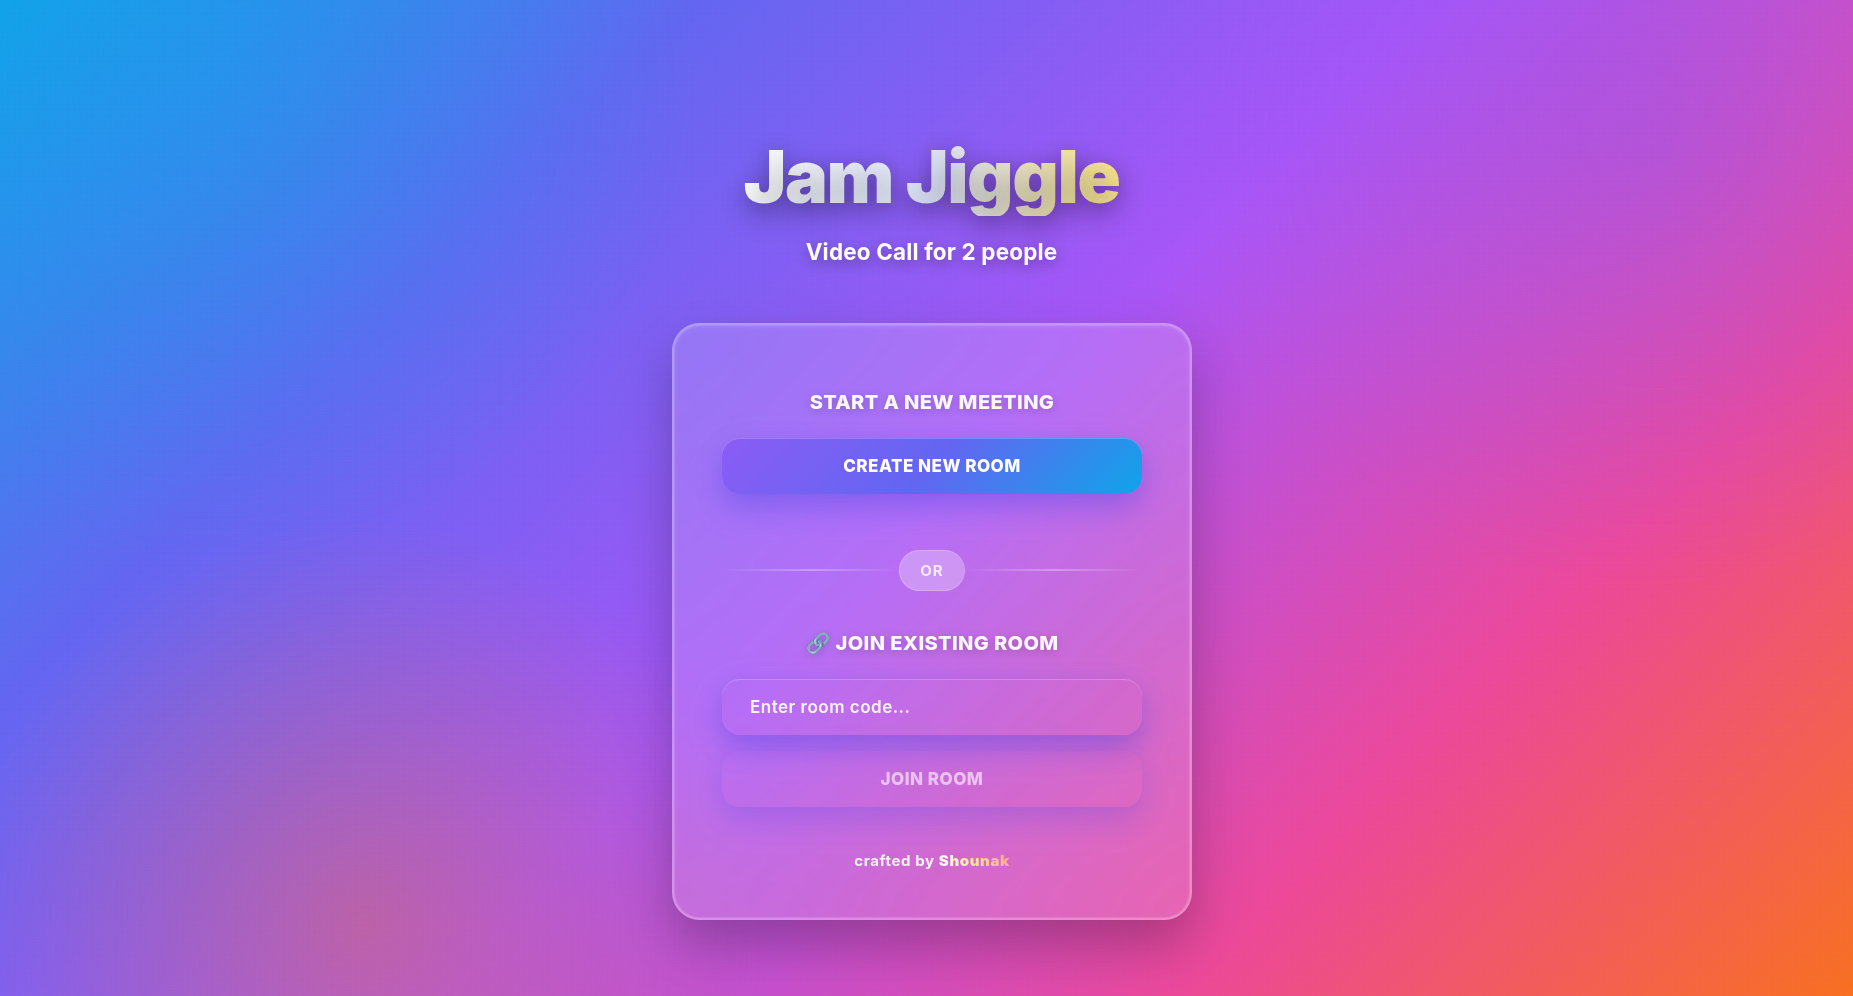 Jam Jiggle
Video Call for 2 people
START A NEW MEETING
CREATE NEW ROOM
OR
🔗 JOIN EXISTING ROOM
Enter room code...
JOIN ROOM
crafted by Shounak